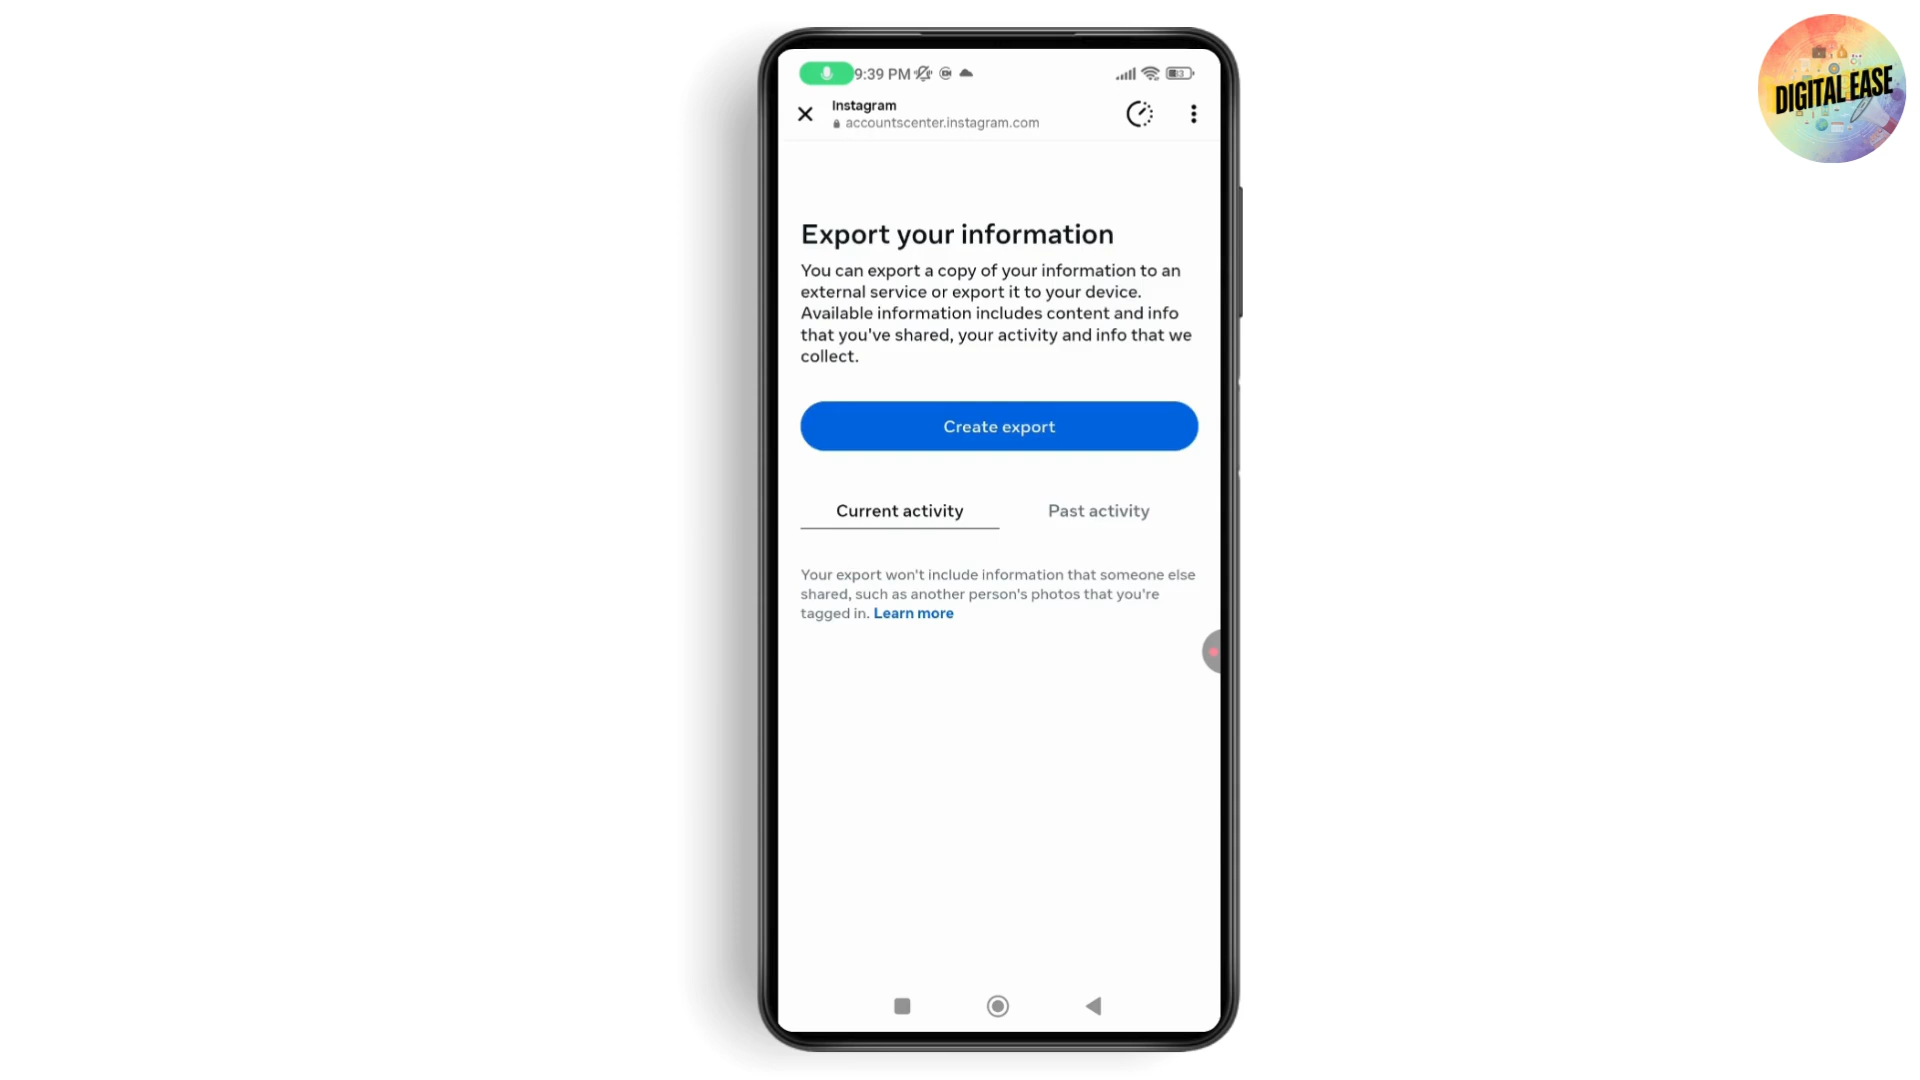 9:39 PM
Instagram
accountscenter.instagram.com
DIGITAL EASE
Export your information
You can export a copy of your information to an
external service or export it to your device.
Available information includes content and info
that you've shared, your activity and info that we
collect.
Create export
Current activity
Past activity
Your export won't include information that someone else
shared, such as another person's photos that you're
tagged in. Learn more